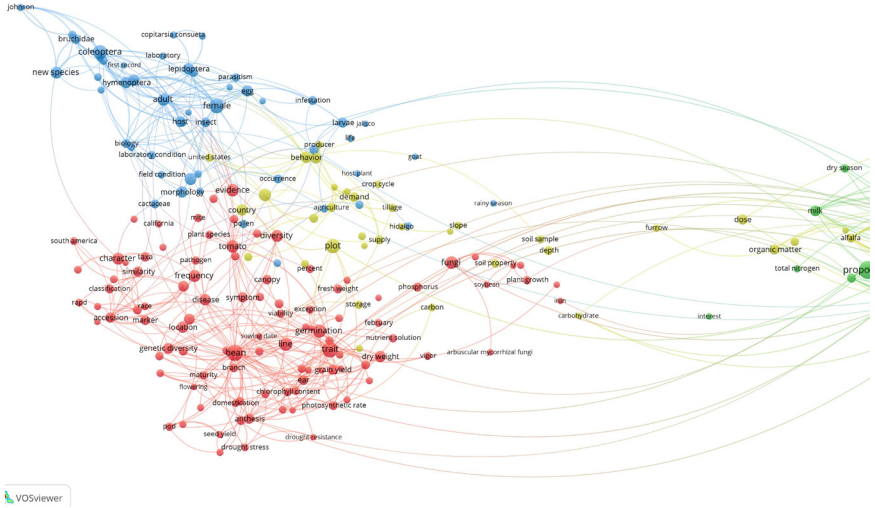 johnson
copitarsia consueta
bruchidae
coleoptera
laboratory
first record
lepidoptera
new species
hymenoptera
parasitism
egg
adult
female
infestation
host
insect
larvae
jalisco
life
biology
producer
laboratory condition
united states
behavior
goat
dry season
field condition
occurrence
host plant
crop cycle
morphology
evidence
demand
cactaceae
country
agriculture
tillage
rainy season
milk
mite
california
pollen
hidalgo
slope
dose
furrow
plant species
diversity
supply
soil sample
alfalfa
south america
tomato
plot
depth
organic matter
character
taxa
pathogen
fungi
soil property
total nitrogen
propo
similarity
frequency
percent
canopy
plant growth
classification
fresh weight
phosphorus
soybean
rapd
race
disease
symptom
storage
carbon
iron
accession
marker
viability
exception
carbohydrate
interest
location
february
germination
sowing date
nutrient solution
genetic diversity
bean
line
trait
dry weight
vigor
arbuscular mycorrhizal fungi
branch
grain yield
maturity
ear
flowering
chlorophyll content
domestication
photosynthetic rate
anthesis
pod
seed yield
drought resistance
drought stress
VOSviewer